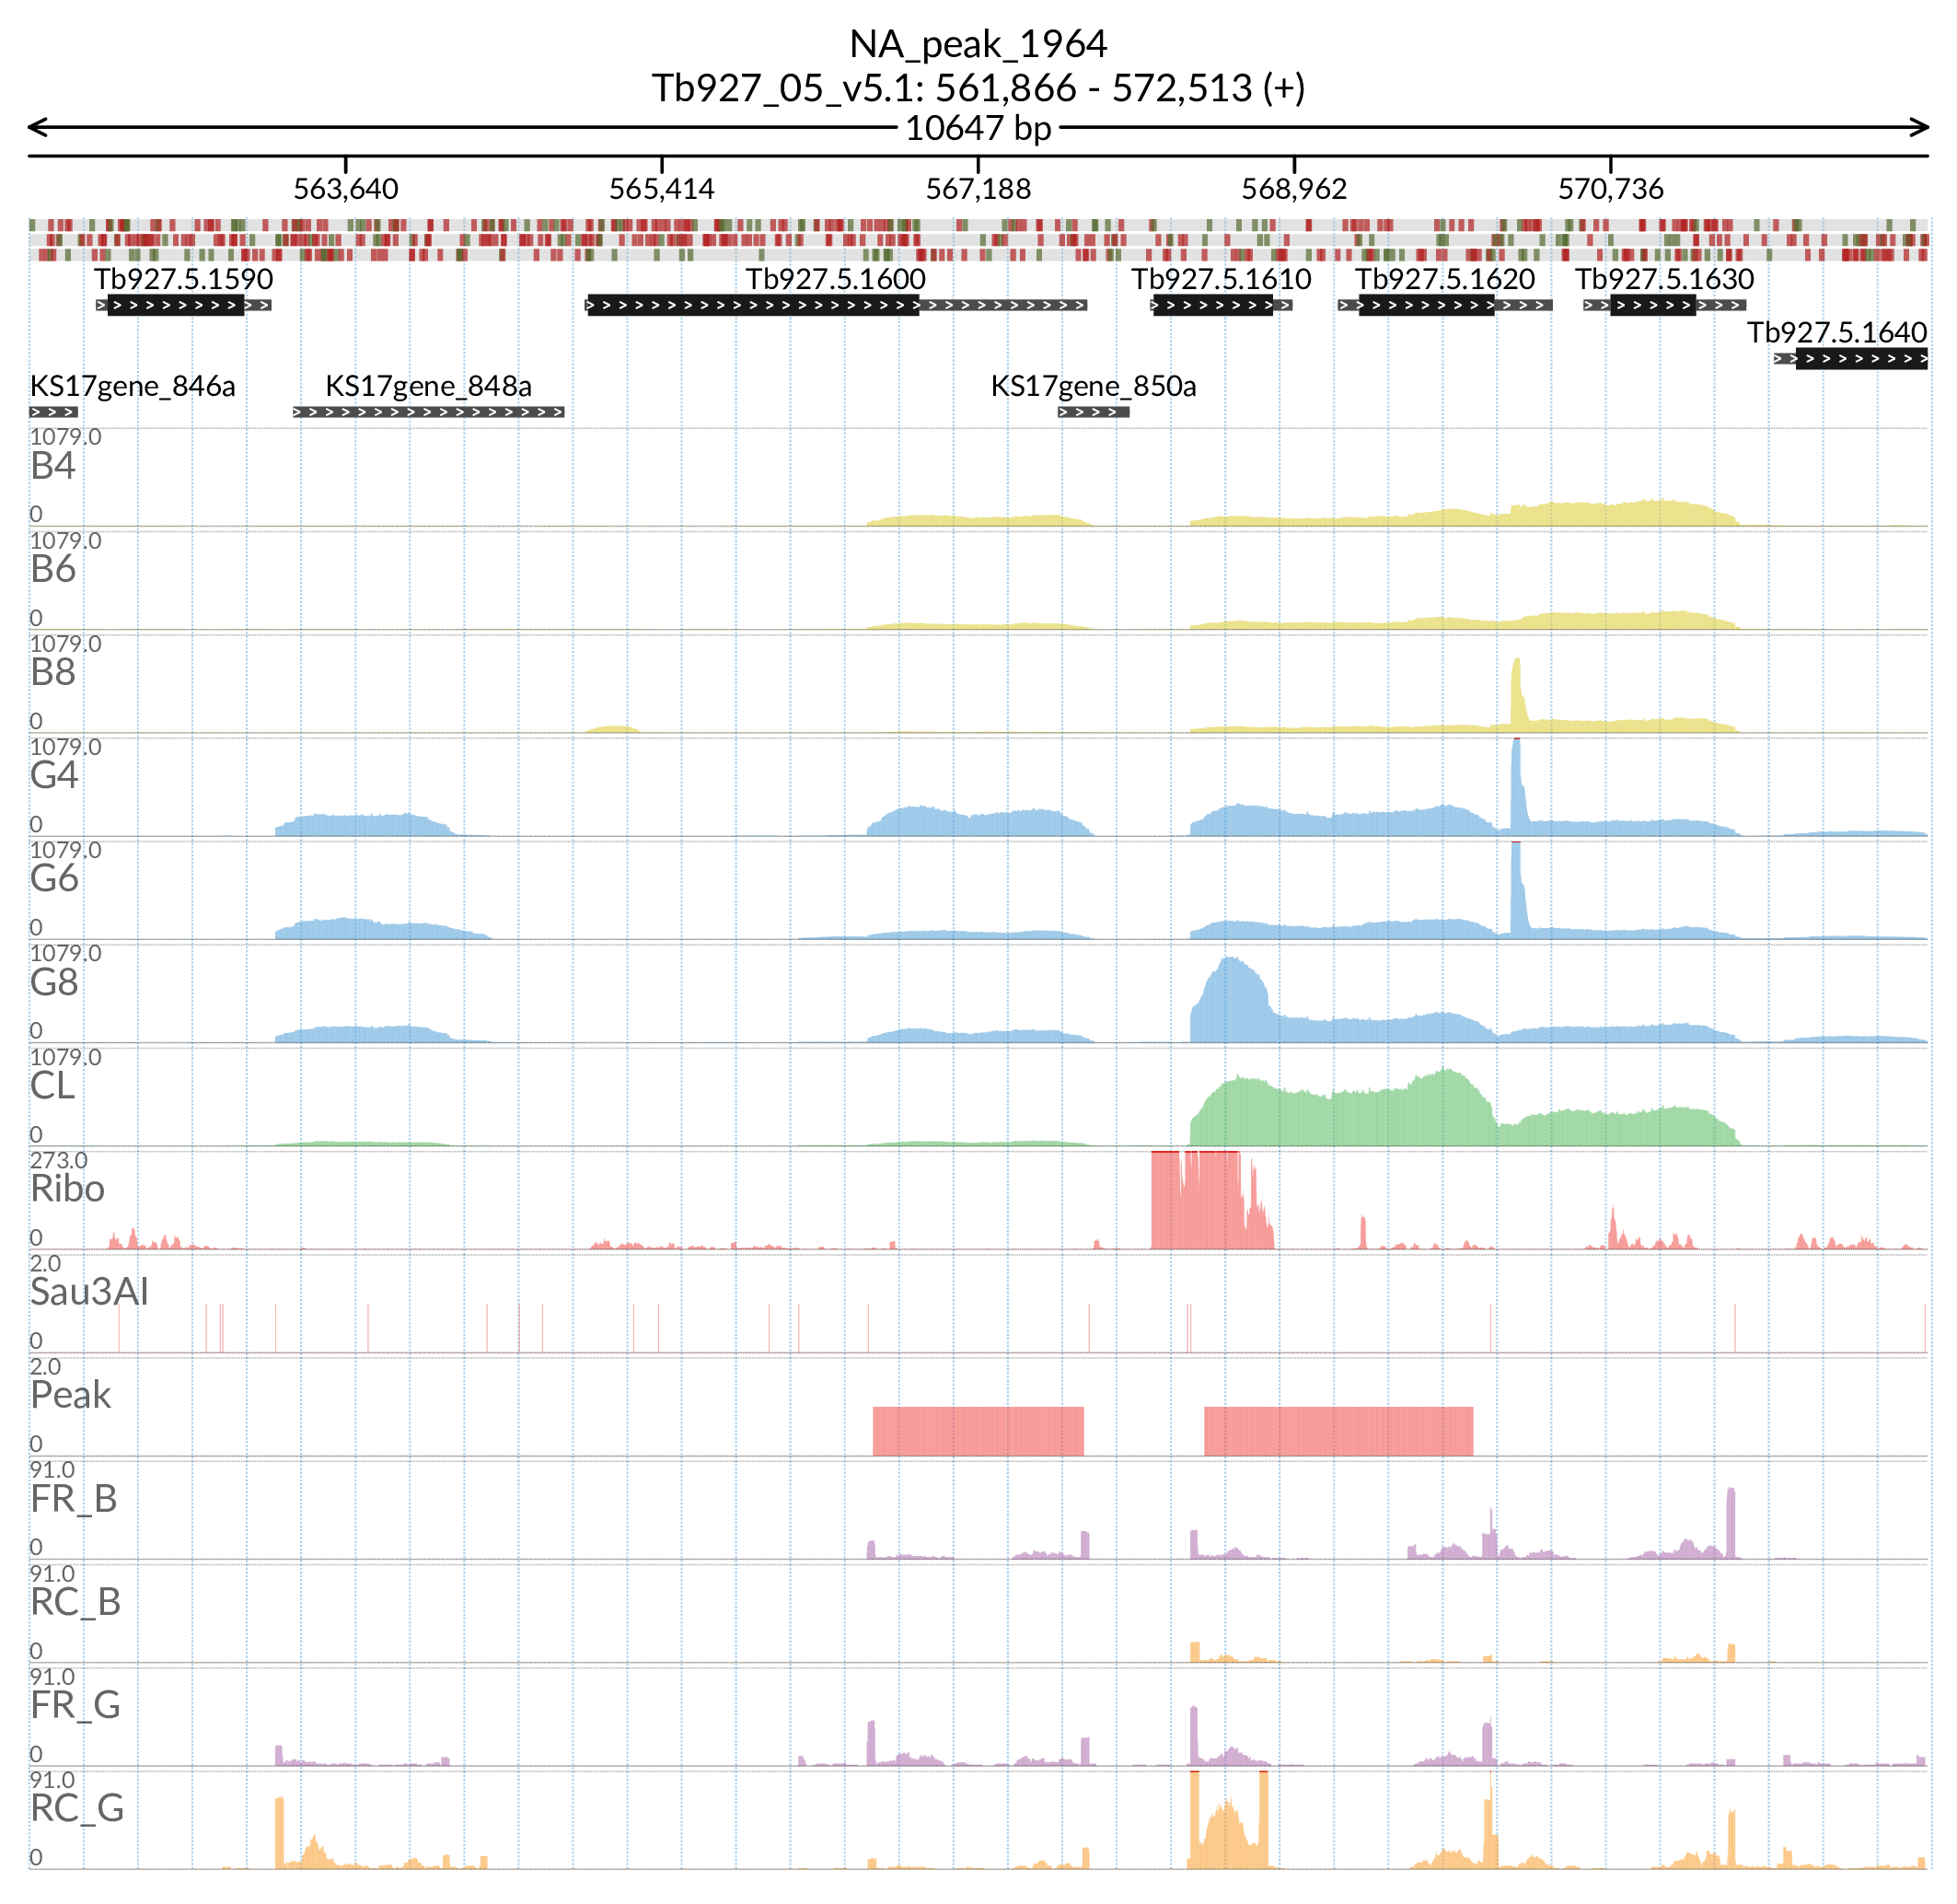 NA_peak_1964
Tb927_05_v5.1: 561,866 - 572,513 (+)
10647 bp
563,640 565,414 567,188 568,962 570,736
Tb927.5.1590 Tb927.5.1600 Tb927.5.1610 Tb927.5.1620 Tb927.5.1630
Tb927.5.1640
KS17gene_846a KS17gene_848a KS17gene_850a
1079.0
B4
0
1079.0
B6
0
1079.0
B8
0
1079.0
G4
0
1079.0
G6
0
1079.0
G8
0
1079.0
CL
0
273.0
Ribo
0
2.0
Sau3AI
0
2.0
Peak
0
91.0
FR_B
0
91.0
RC_B
0
91.0
FR_G
0
91.0
RC_G
0